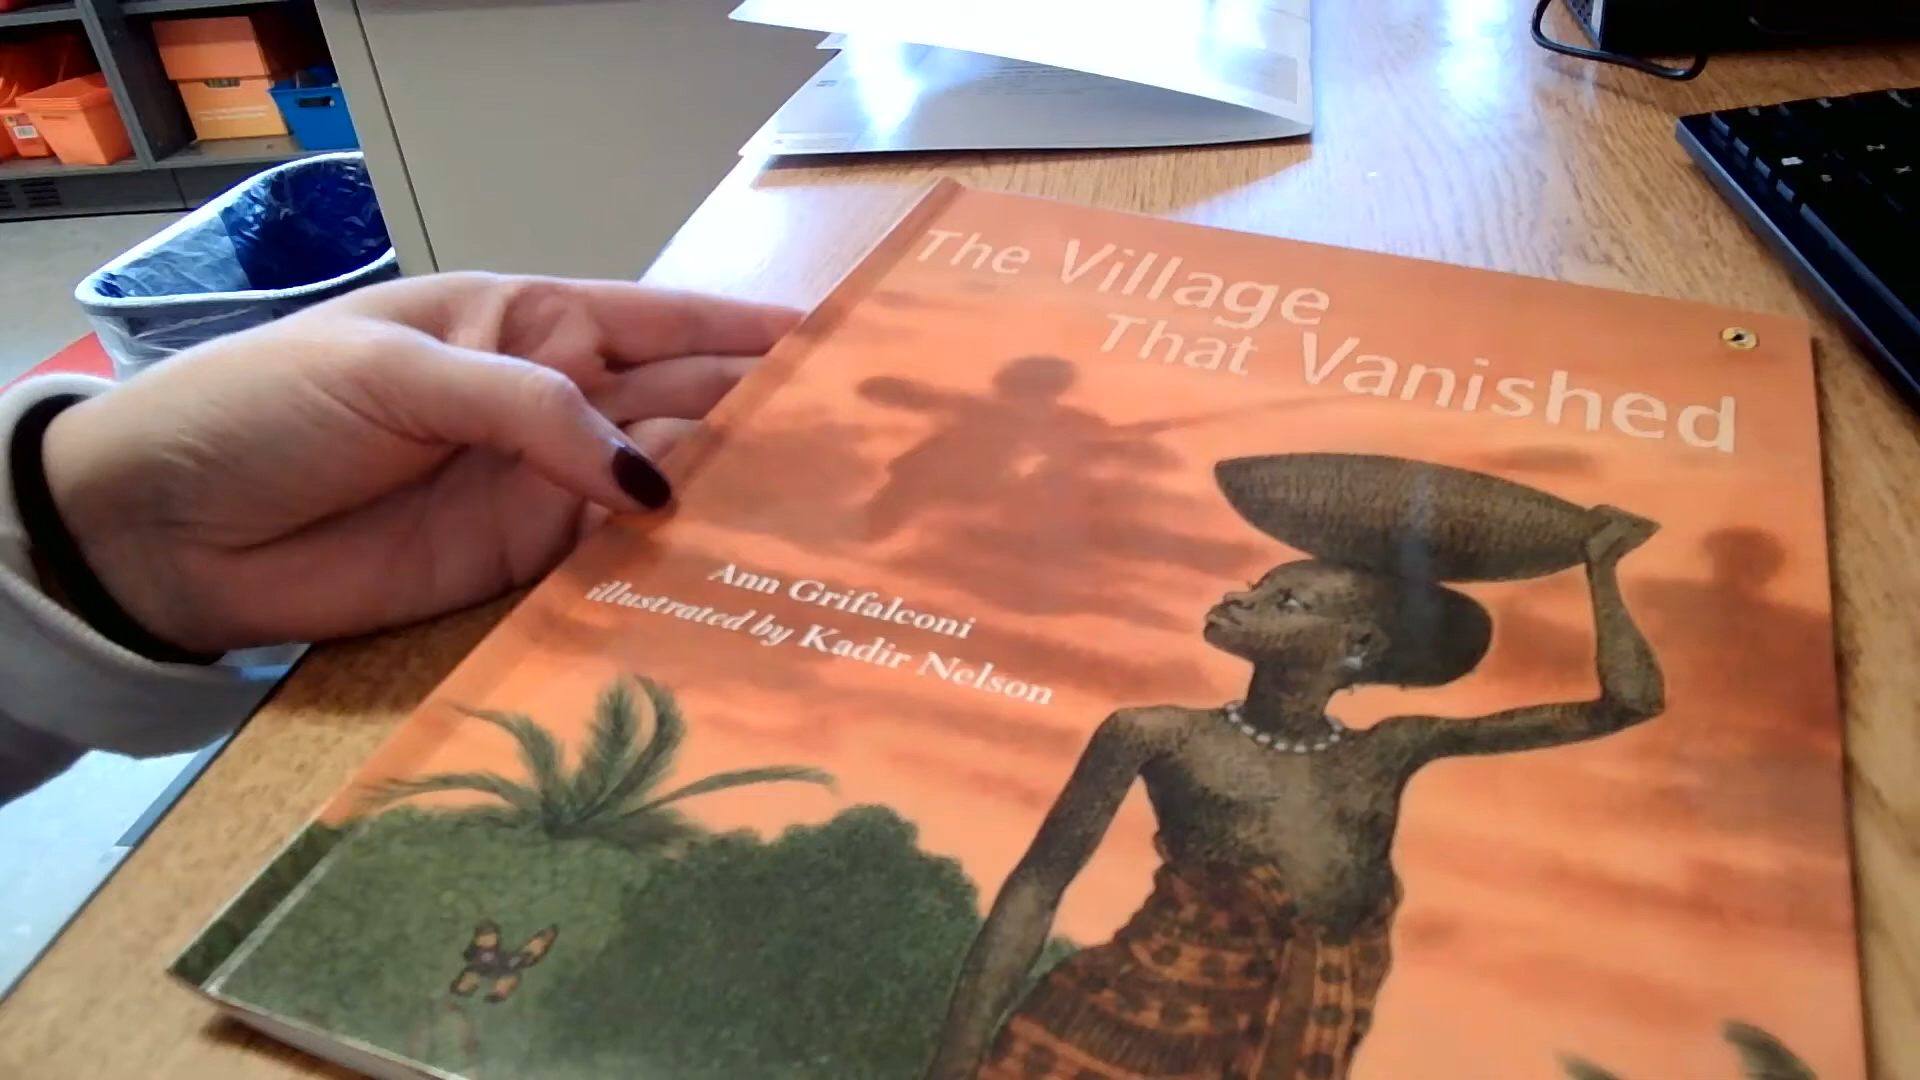 The Village
That Vanished
Ann Grifalconi
illustrated by Kadir Nelson